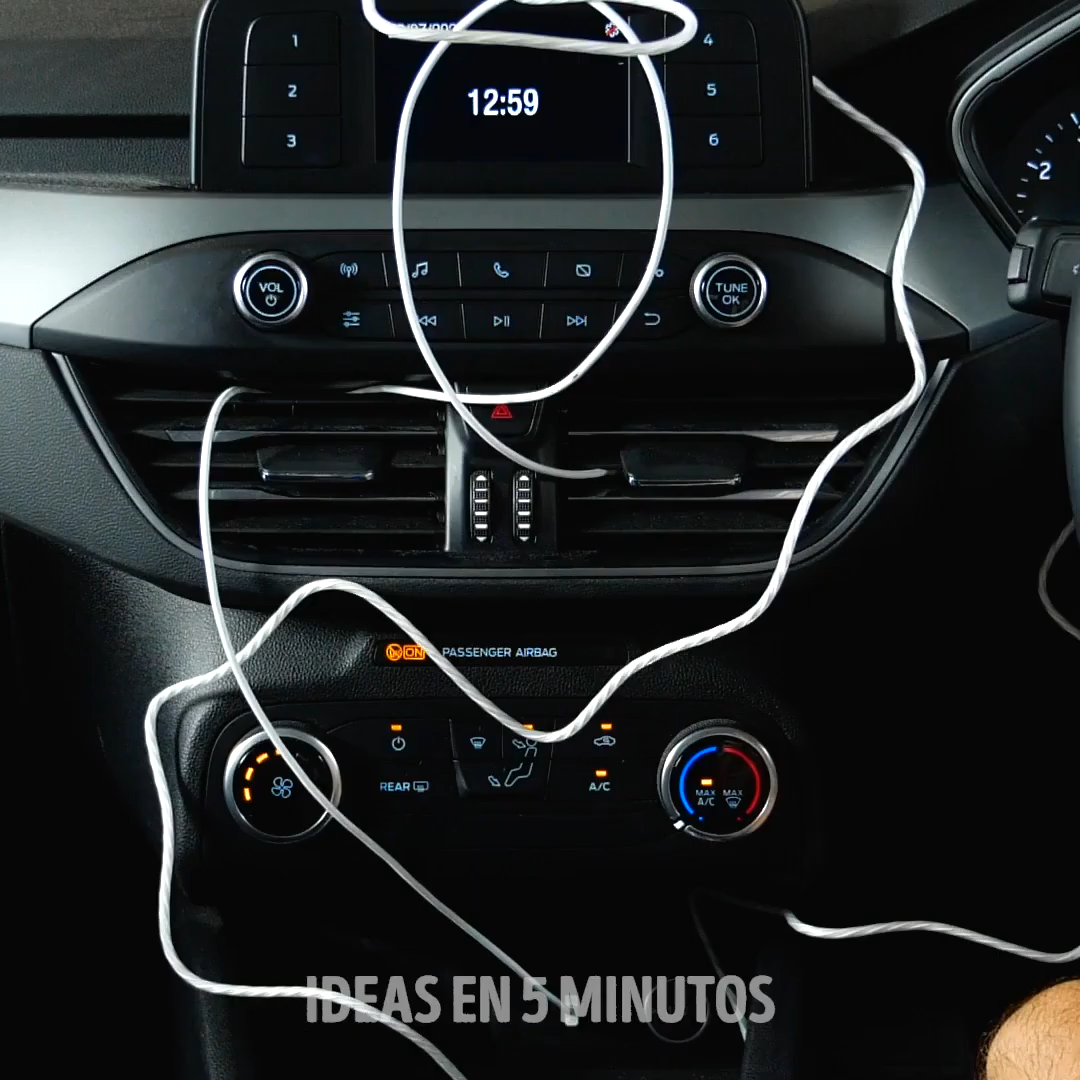 12:59
1
2
3
4
5
6
2
VOL
TUNE
OK
ON PASSENGER AIRBAG
REAR
A/C
MAX
A/C
MAX
IDEAS EN 5 MINUTOS